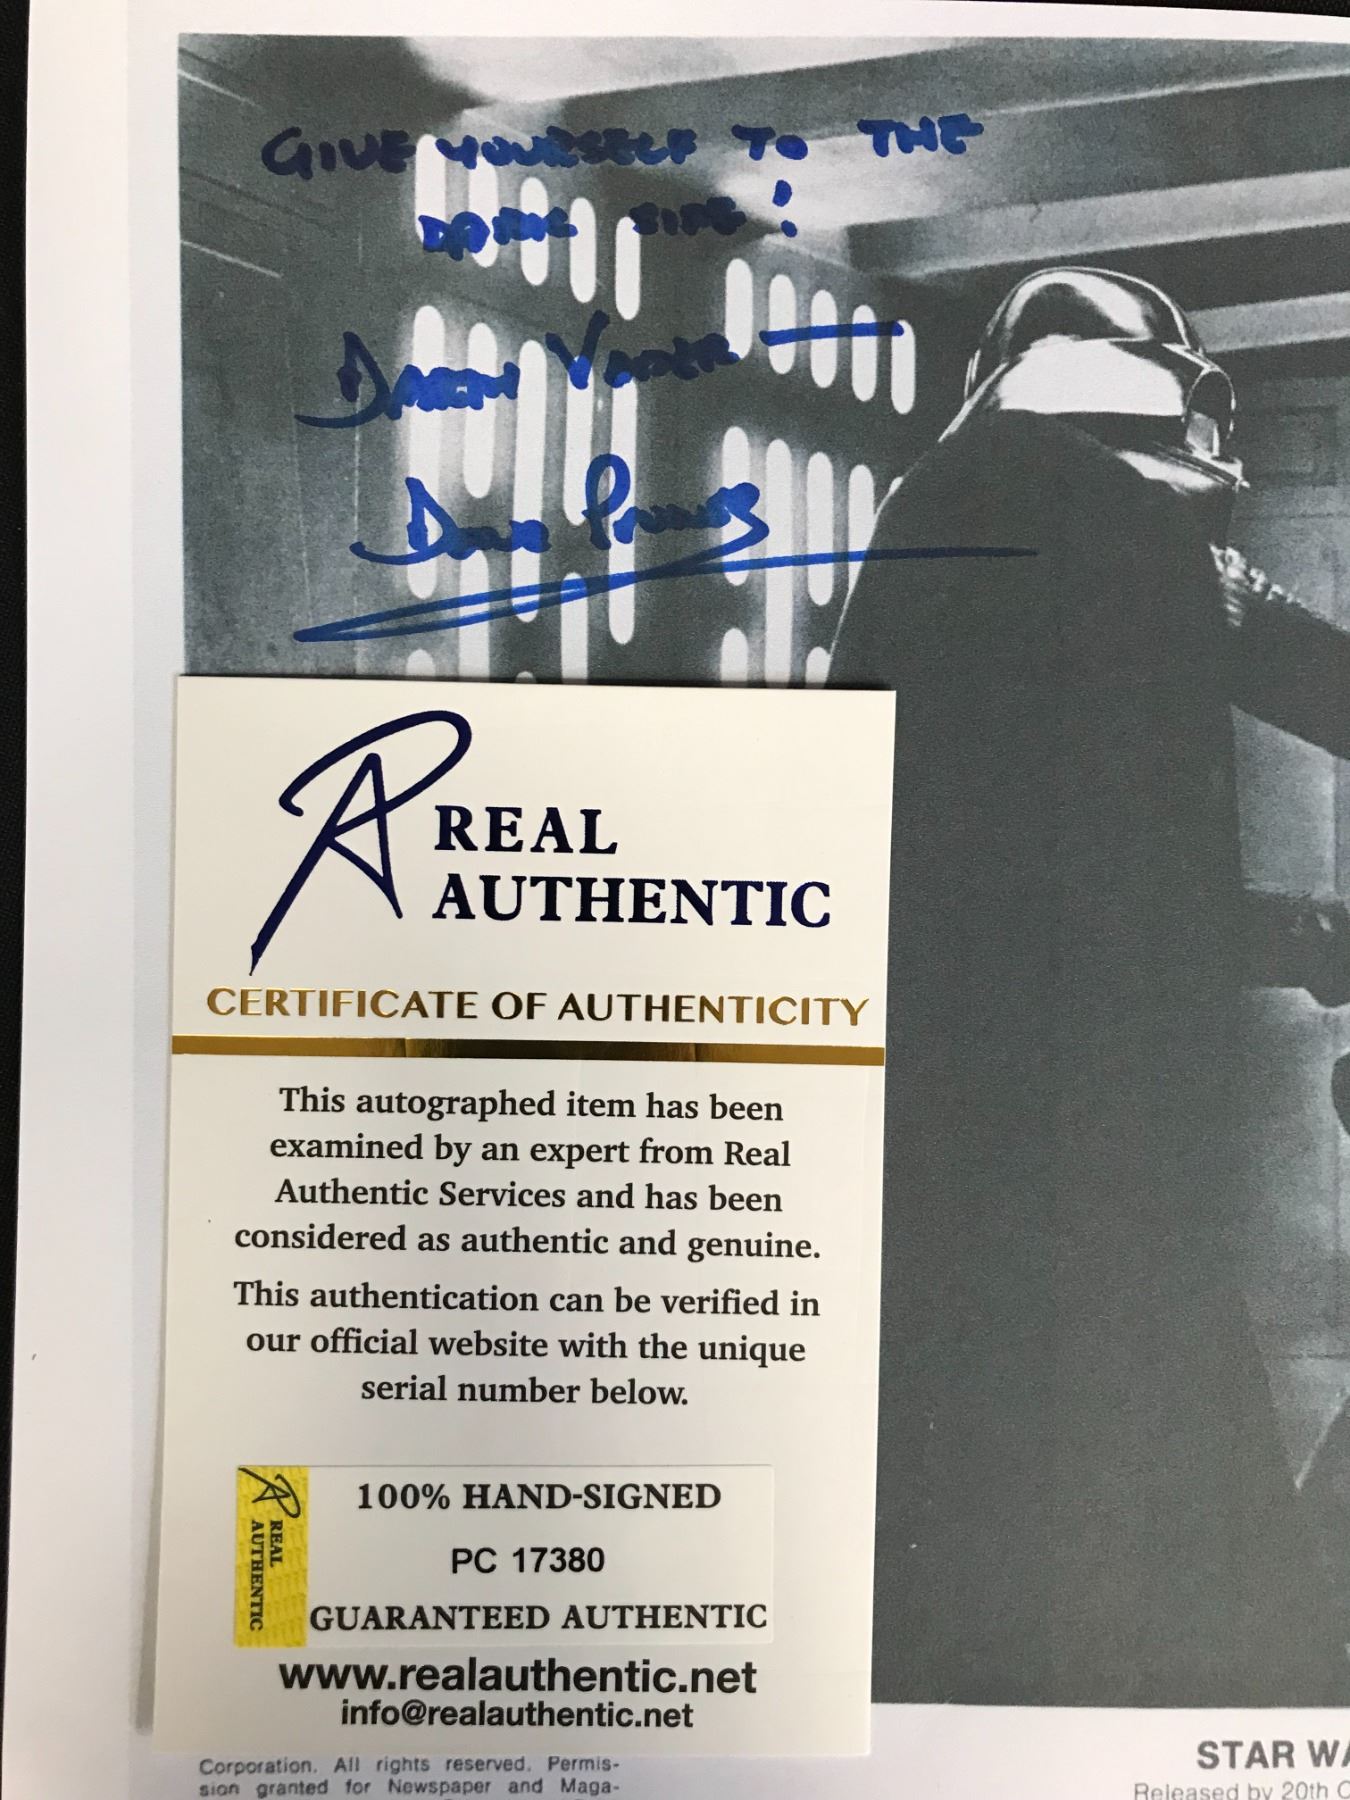 GIVE YOURSELF TO THE
DARK SIDE!
DARTH VADER
Dave Prowse
REAL
AUTHENTIC
CERTIFICATE OF AUTHENTICITY
This autographed item has been
examined by an expert from Real
Authentic Services and has been
considered as authentic and genuine.
This authentication can be verified in
our official website with the unique
serial number below.
REAL
AUTHENTIC
100% HAND-SIGNED
PC 17380
GUARANTEED AUTHENTIC
www.realauthentic.net
info@realauthentic.net
Corporation. All rights reserved. Permis-
sion granted for Newspaper and Maga-
STAR WA
Released by 20th C